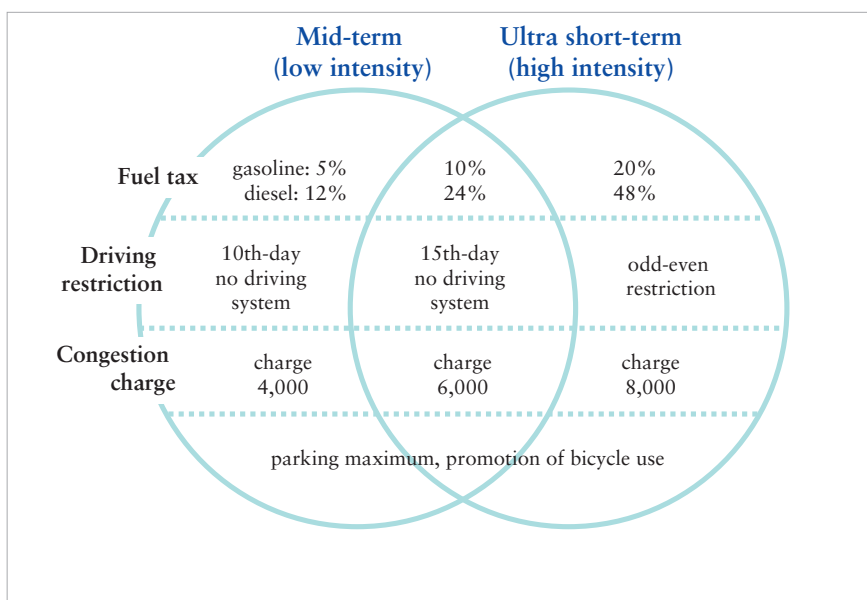 Mid-term
(low intensity)
Ultra short-term
(high intensity)
Fuel tax
gasoline: 5%
diesel: 12%
10%
24%
20%
48%
Driving
restriction
10th-day
no driving
system
15th-day
no driving
system
odd-even
restriction
Congestion
charge
charge
4,000
charge
6,000
charge
8,000
parking maximum, promotion of bicycle use